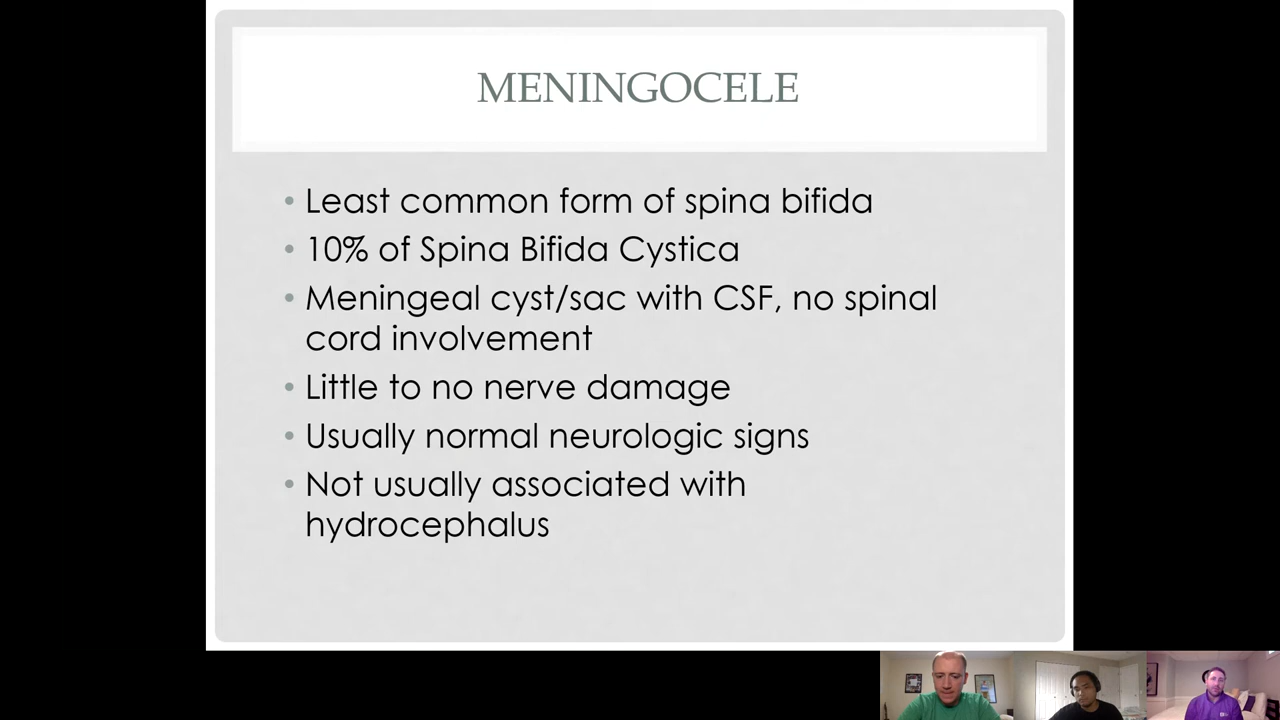 MENINGOCELE
• Least common form of spina bifida
• 10% of Spina Bifida Cystica
• Meningeal cyst/sac with CSF, no spinal
cord involvement
• Little to no nerve damage
• Usually normal neurologic signs
• Not usually associated with
hydrocephalus